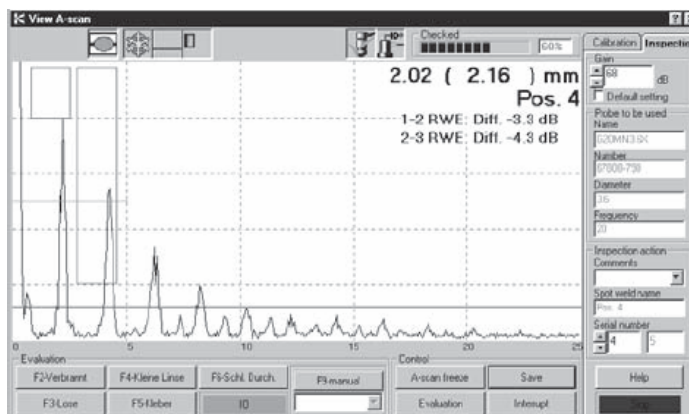 View A-scan
Checked
60%
2.02 ( 2.16 ) mm
Pos. 4
1-2 RWE: Diff. -3.3 dB
2-3 RWE: Diff. -4.3 dB
0 5 10 15 20 25
Calibration Inspectio
Gain
68 dB
Default setting
Probe to be used
Name
G20MN3.6X
Number
Diameter
3.6
Frequency
20
Inspection action
Comments
Spot weld name
Pos. 4
Serial number
4 5
Evaluation
F2-Verbrannt F4-Kleine Linse F6-Schl. Durch. F9-manual
F3-Lose F5-Kleber IO
Control
A-scan freeze Save
Evaluation Interrupt
Help
Stop